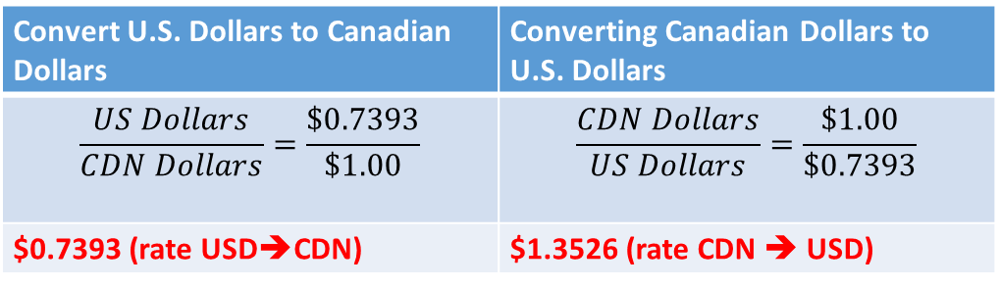 Convert U.S. Dollars to Canadian
Dollars
Converting Canadian Dollars to
U.S. Dollars
US Dollars
CDN Dollars
=
$0.7393
$1.00
CDN Dollars
US Dollars
=
$1.00
$0.7393
$0.7393 (rate USD➔CDN)
$1.3526 (rate CDN ➔ USD)